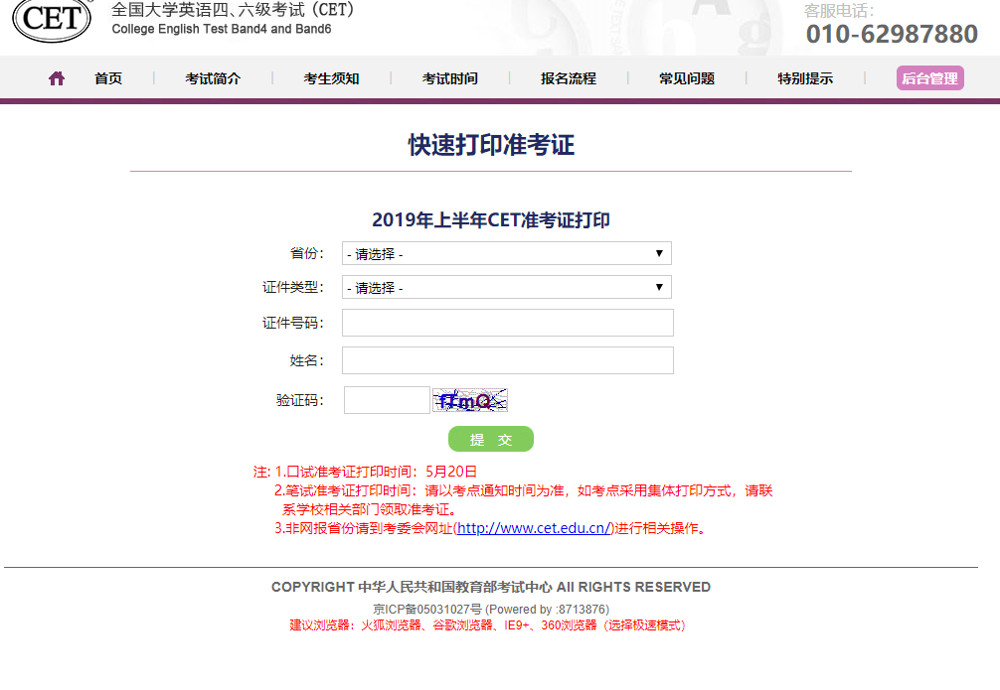 CET
全国大学英语四、六级考试 (CET)
College English Test Band4 and Band6
客服电话:
010-62987880
首页 | 考试简介 | 考生须知 | 考试时间 | 报名流程 | 常见问题 | 特别提示 | 后台管理
快速打印准考证
2019年上半年CET准考证打印
省份: - 请选择 - ▼
证件类型: - 请选择 - ▼
证件号码:
姓名:
验证码:
提 交
注: 1.口试准考证打印时间：5月20日
2.笔试准考证打印时间：请以考点通知时间为准，如考点采用集体打印方式，请联
系学校相关部门领取准考证。
3.非网报省份请到考委会网址(http://www.cet.edu.cn/)进行相关操作。
COPYRIGHT 中华人民共和国教育部考试中心 All RIGHTS RESERVED
京ICP备05031027号 (Powered by :8713876)
建议浏览器：火狐浏览器、谷歌浏览器、IE9+、360浏览器（选择极速模式）